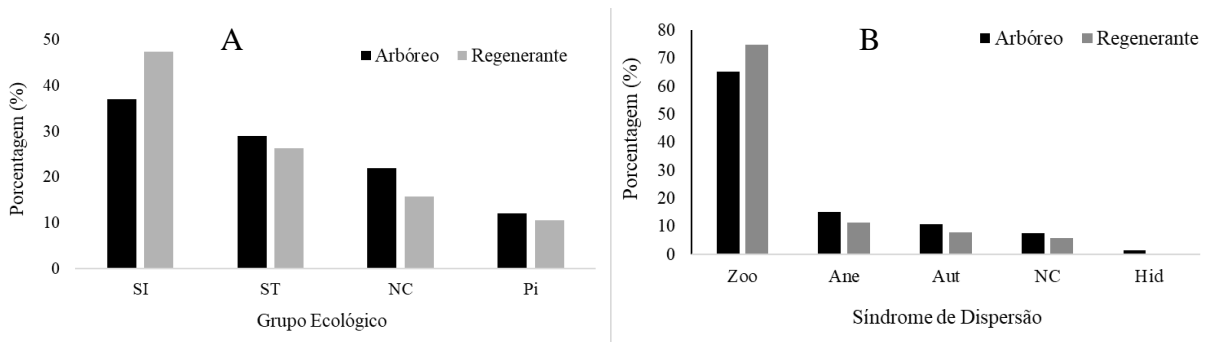 A
Arbóreo Regenerante
Porcentagem (%)
50
40
30
20
10
0
SI ST NC Pi
Grupo Ecológico
B
Arbóreo Regenerante
Porcentagem (%)
80
70
60
50
40
30
20
10
0
Zoo Ane Aut NC Hid
Síndrome de Dispersão